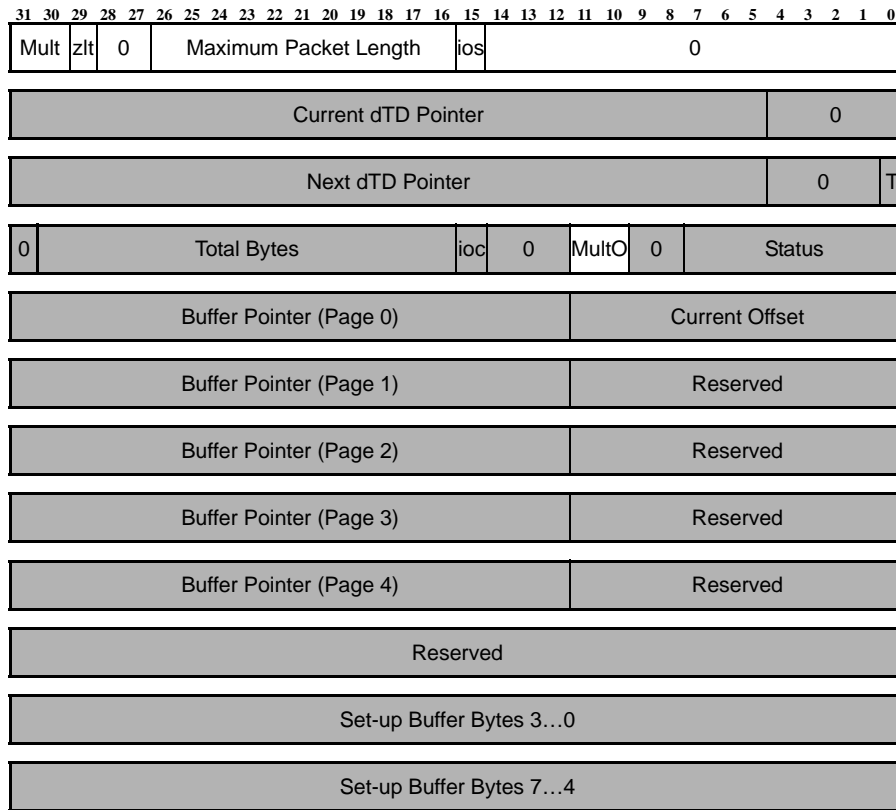 31 30 29 28 27 26 25 24 23 22 21 20 19 18 17 16 15 14 13 12 11 10 9 8 7 6 5 4 3 2 1 0
Mult zlt 0 Maximum Packet Length ios 0
Current dTD Pointer 0
Next dTD Pointer 0 T
0 Total Bytes ioc 0 MultO 0 Status
Buffer Pointer (Page 0) Current Offset
Buffer Pointer (Page 1) Reserved
Buffer Pointer (Page 2) Reserved
Buffer Pointer (Page 3) Reserved
Buffer Pointer (Page 4) Reserved
Reserved
Set-up Buffer Bytes 3…0
Set-up Buffer Bytes 7…4